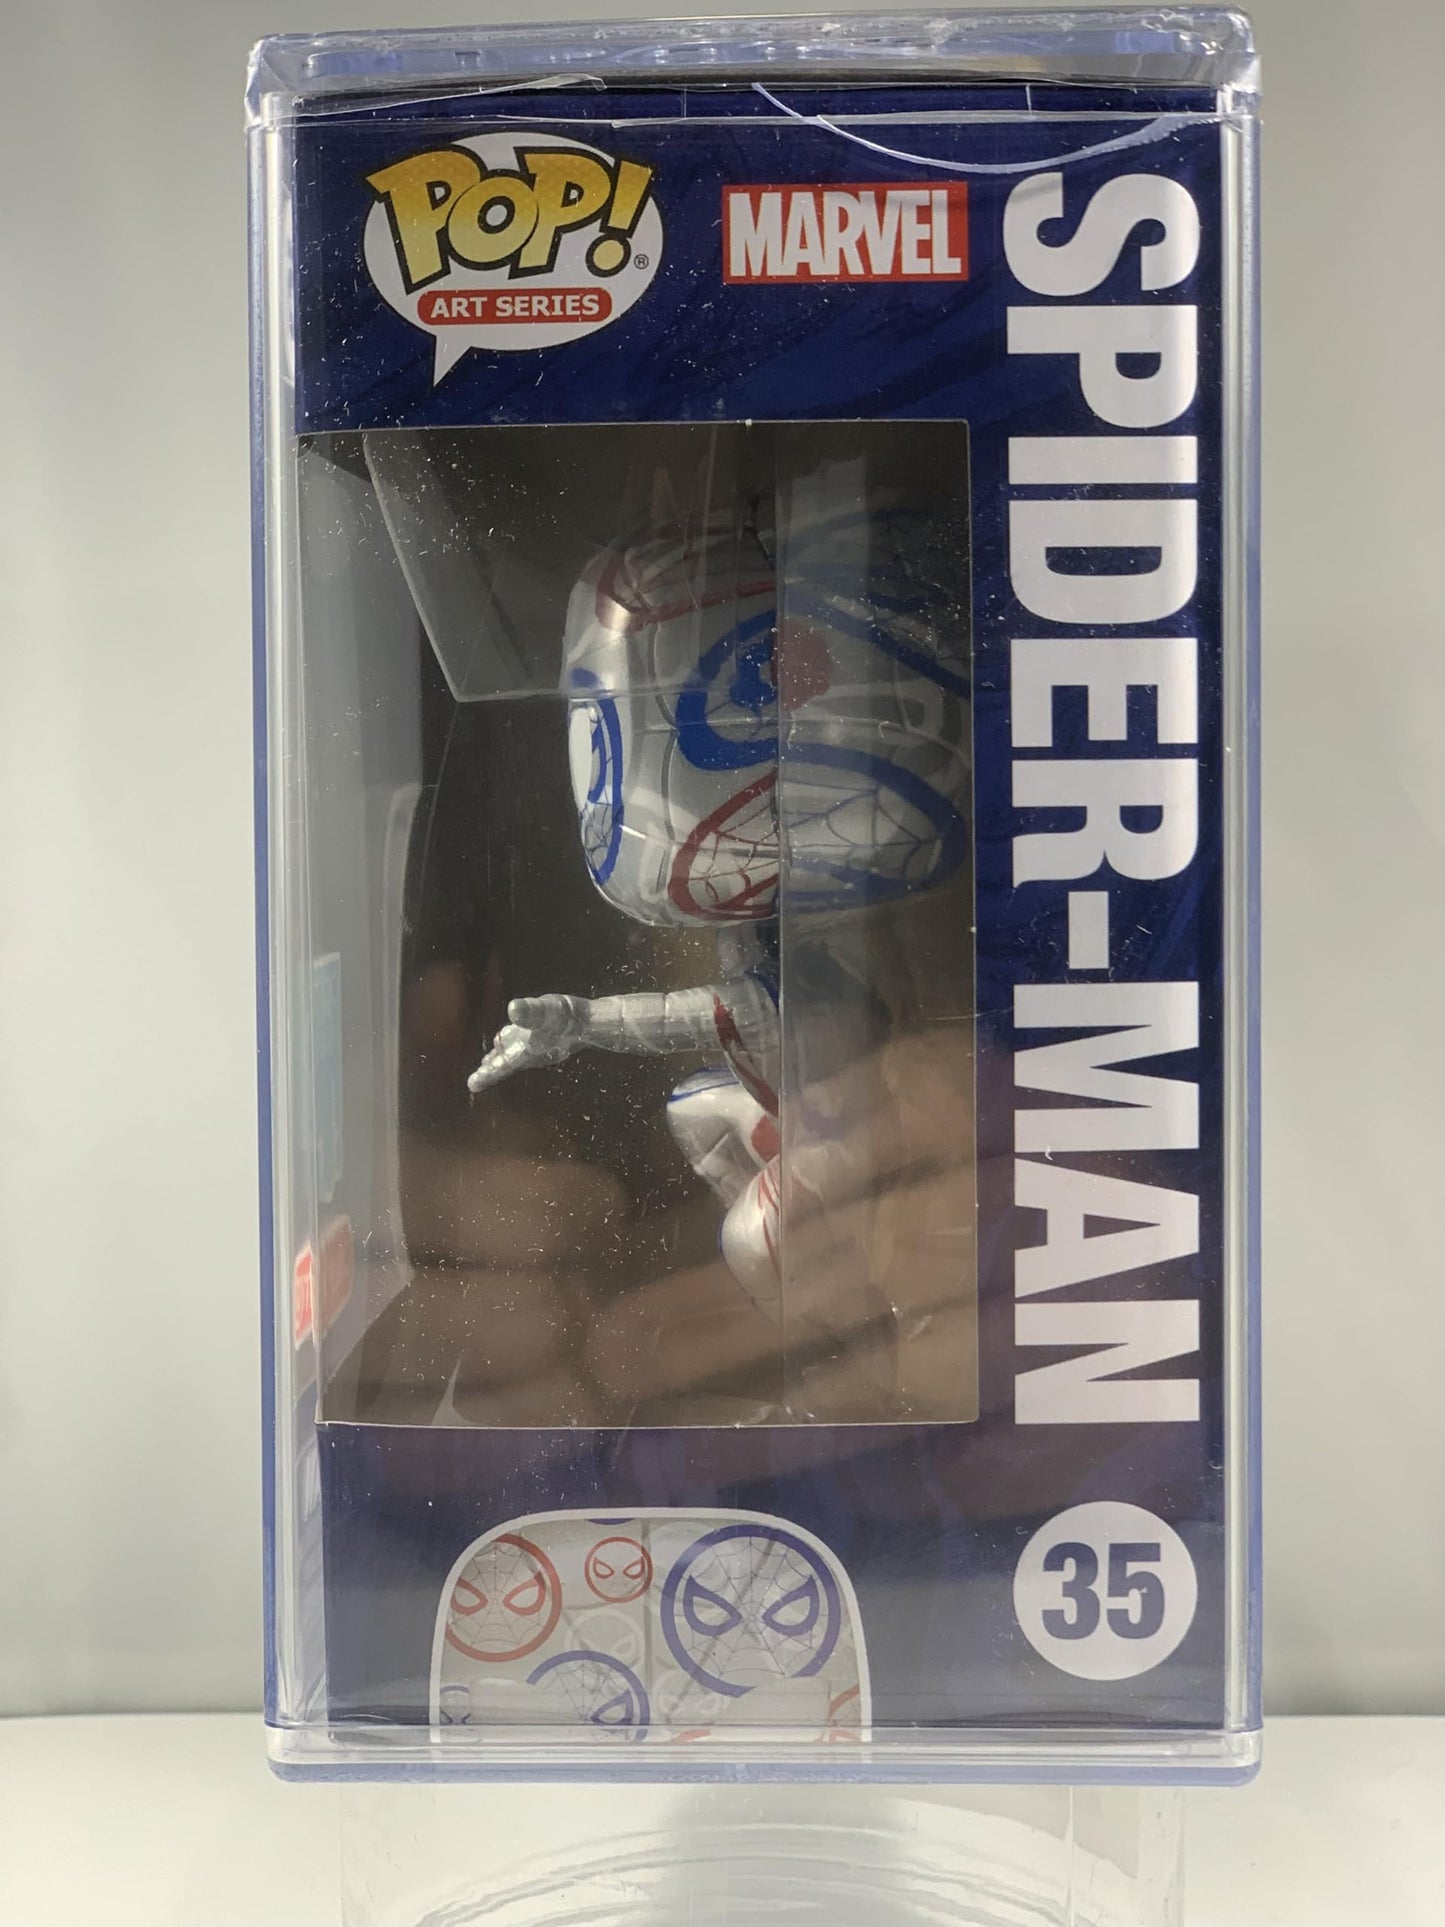 POP!®
ART SERIES
MARVEL
SPIDER-MAN
35